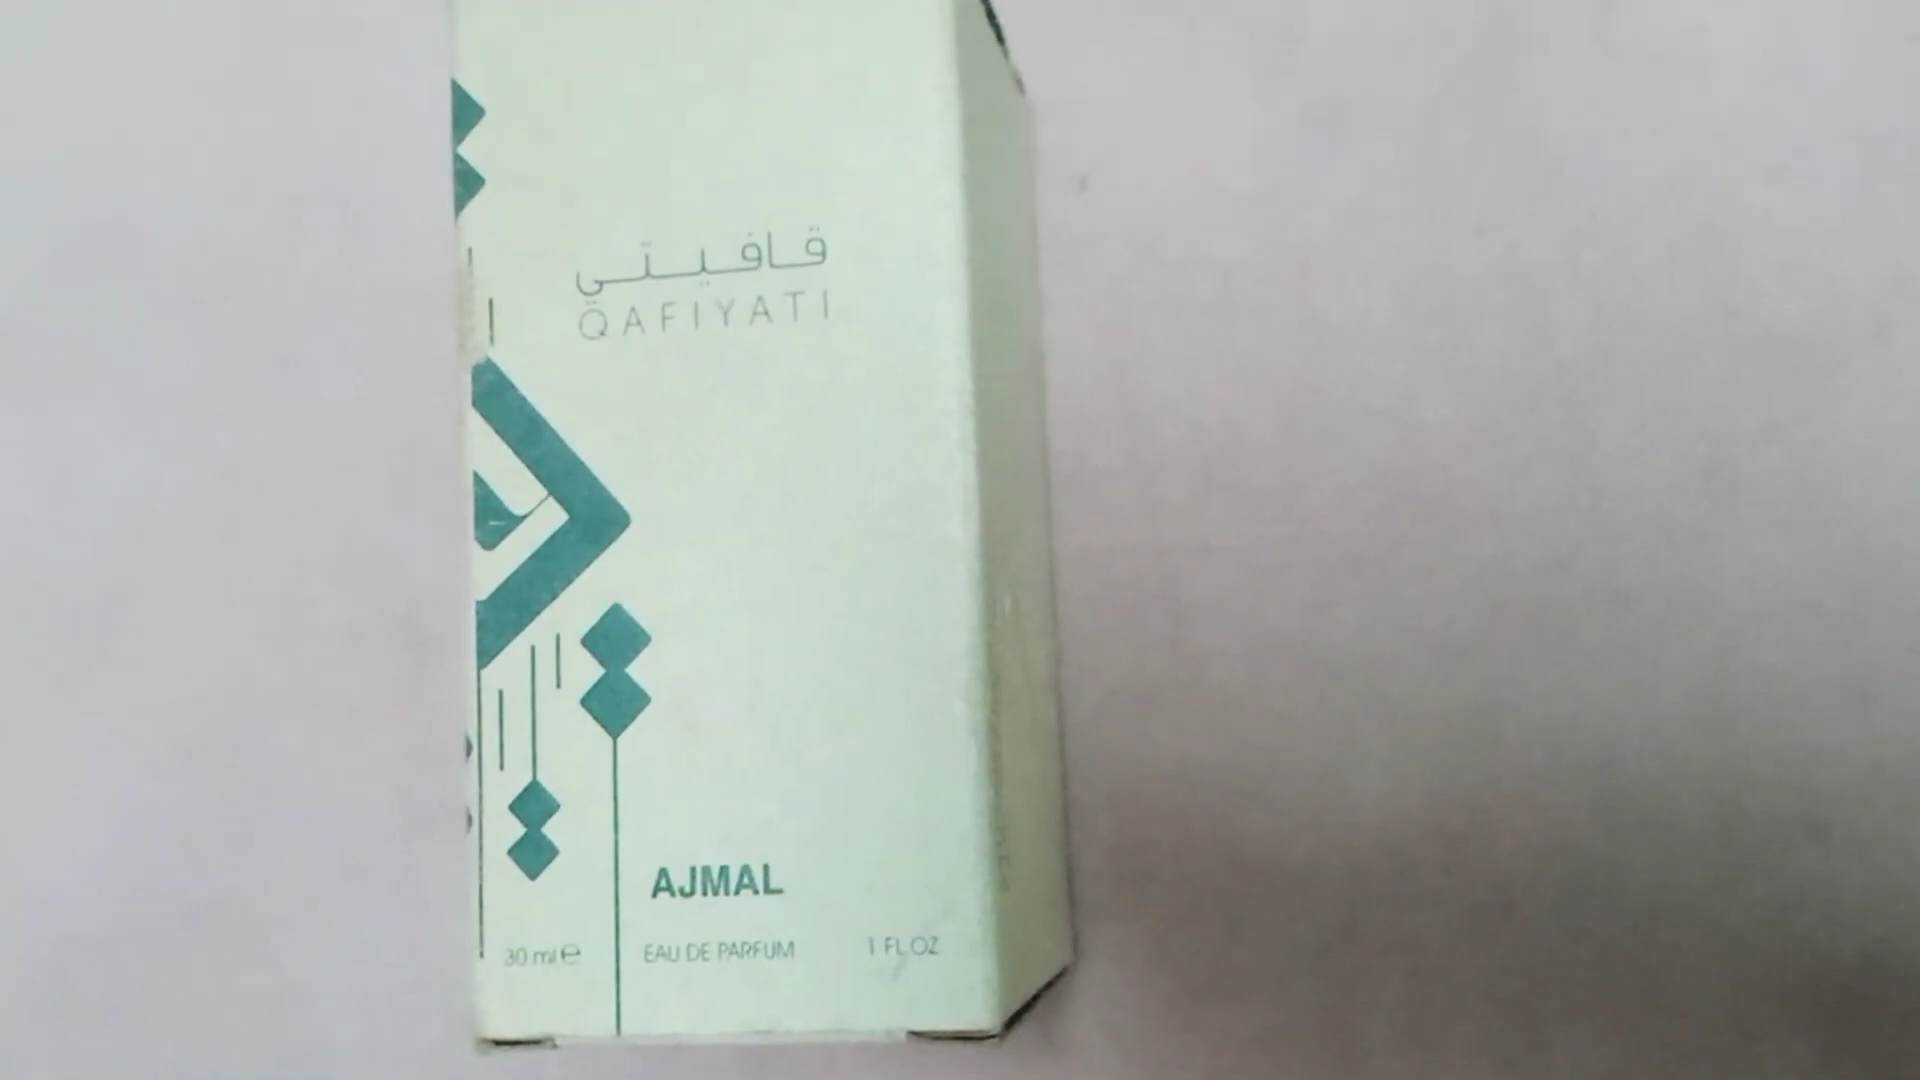 قافيتي
QAFIYATI
AJMAL
30 ml e EAU DE PARFUM 1 FL OZ